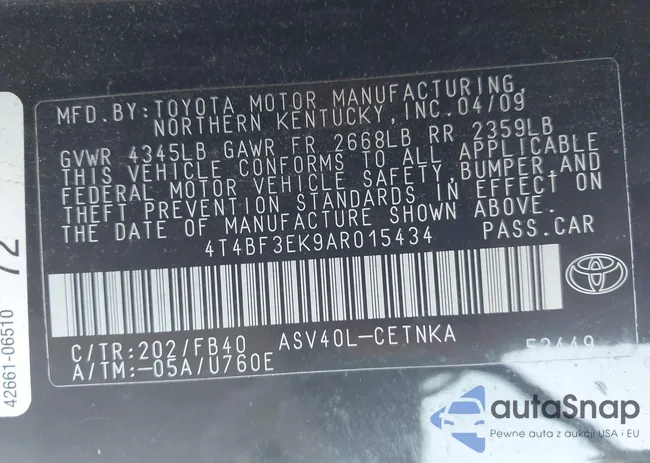 MFD.BY:TOYOTA MOTOR MANUFACTURING,
NORTHERN KENTUCKY,INC.04/09
GVWR 4345LB GAWR FR 2668LB RR 2359LB
THIS VEHICLE CONFORMS TO ALL APPLICABLE
FEDERAL MOTOR VEHICLE SAFETY,BUMPER,AND
THEFT PREVENTION STANDARDS IN EFFECT ON
THE DATE OF MANUFACTURE SHOWN ABOVE.
4T4BF3EK9AR015434 PASS.CAR
C/TR:202/FB40 ASV40L-CETNKA
A/TM:-05A/U760E
42661-06510
72
autaSnap
Pewne auta z aukcji USA i EU